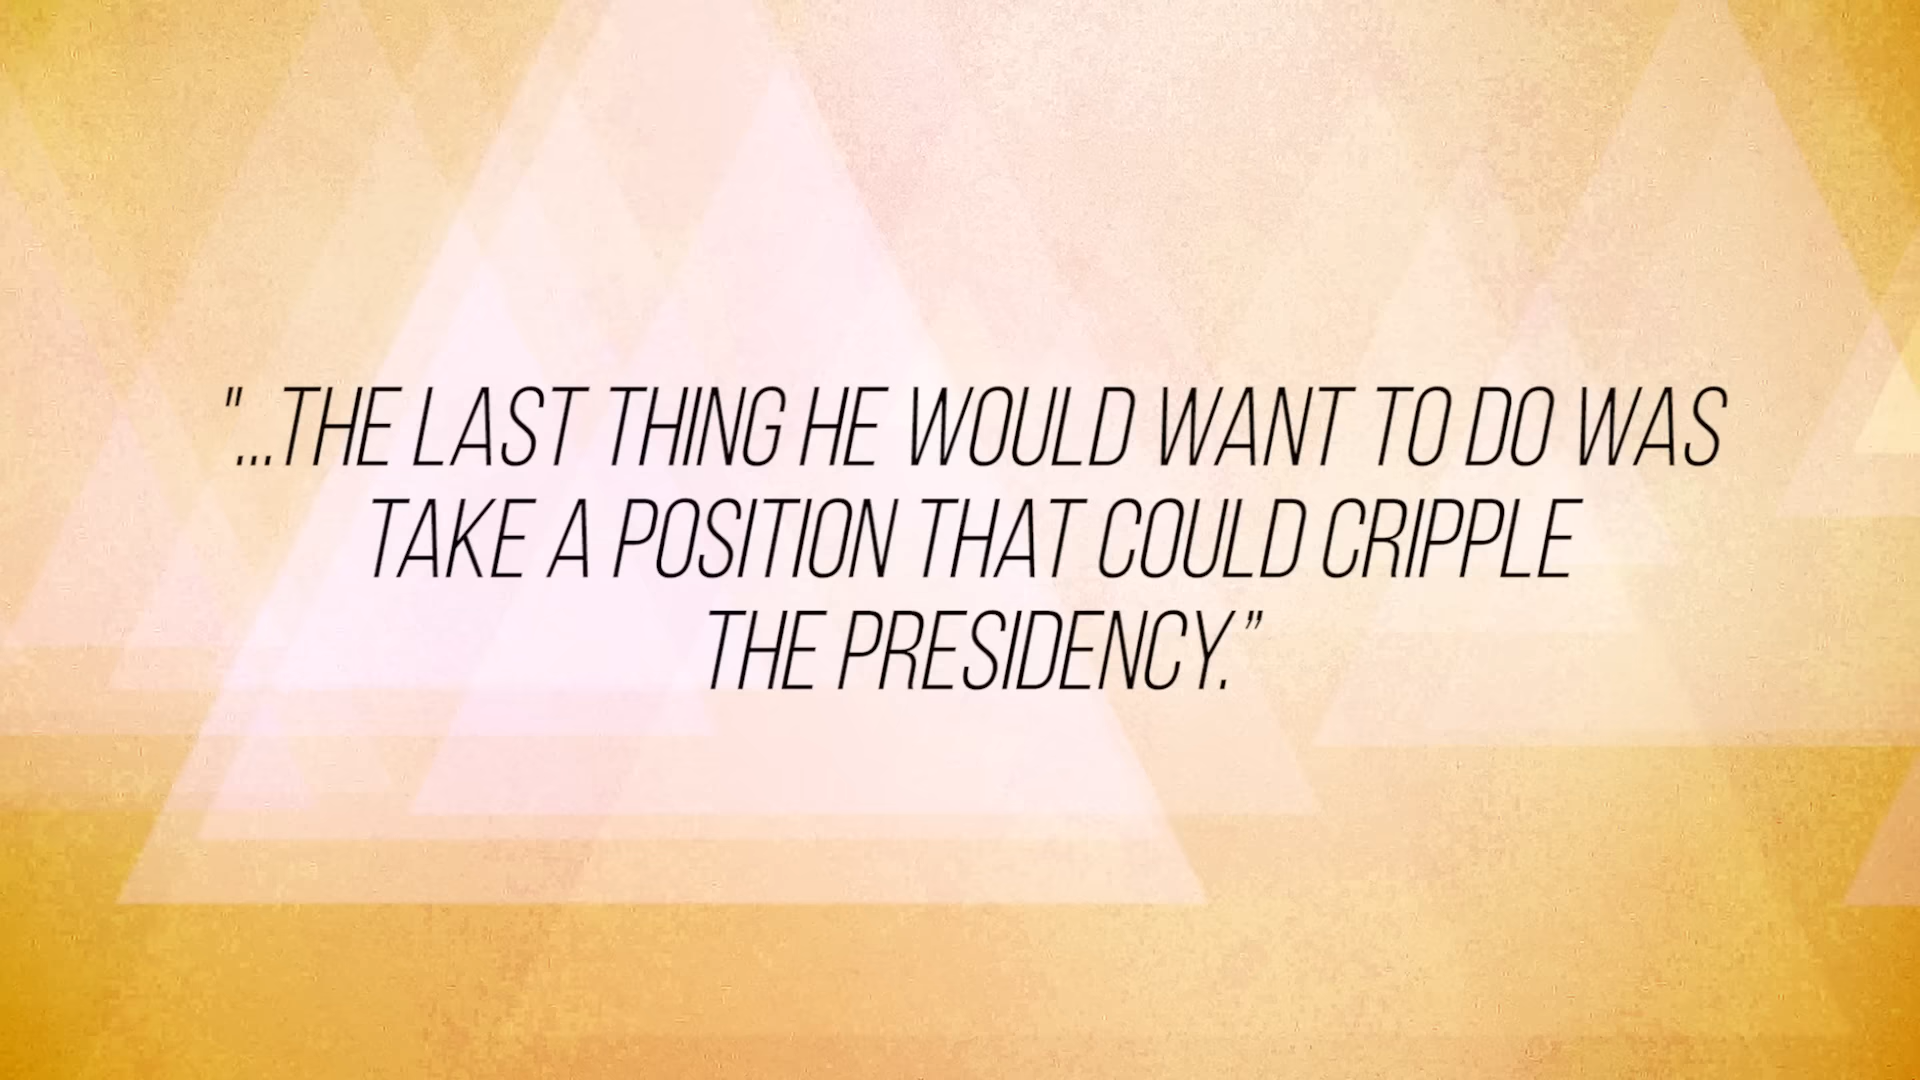 "...THE LAST THING HE WOULD WANT TO DO WAS
TAKE A POSITION THAT COULD CRIPPLE
THE PRESIDENCY.”